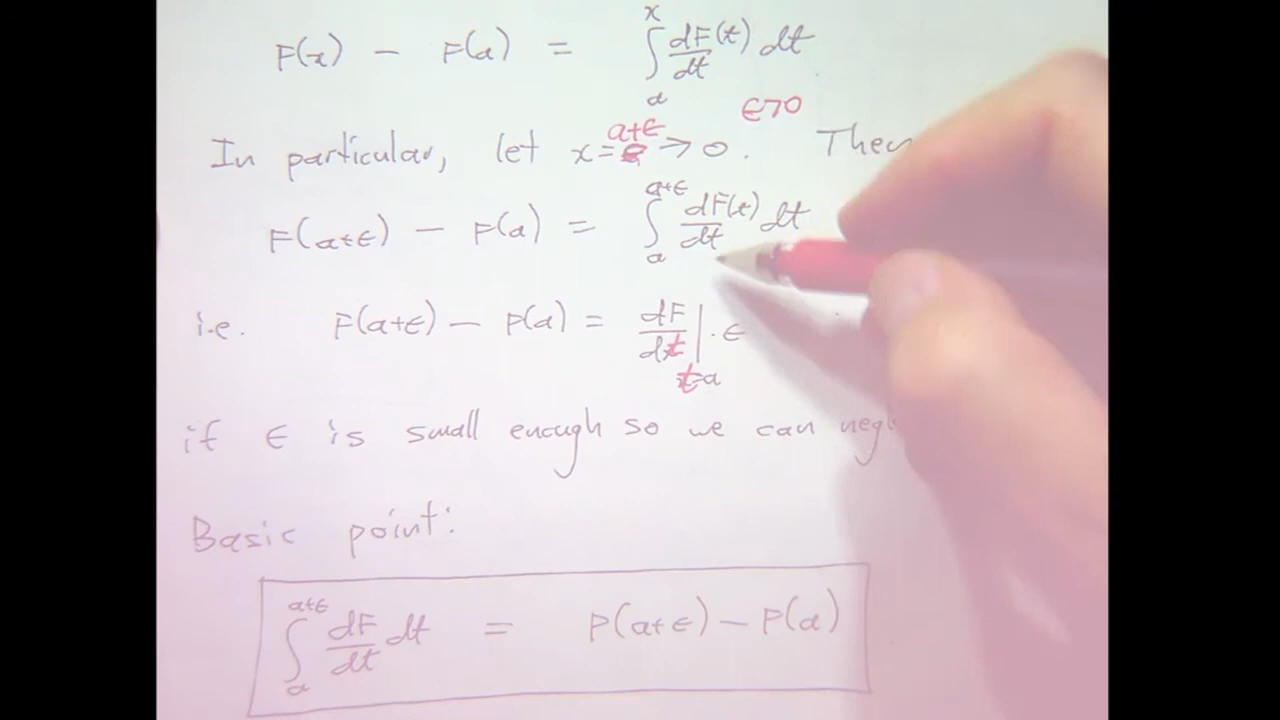 F(x) − F(a) = ∫_a^x dF(t)/dt dt
In particular, let x = a+ϵ → 0. ϵ>0 Then
F(a+ϵ) − F(a) = ∫_a^{a+ϵ} dF(t)/dt dt
i.e. F(a+ϵ) − F(a) = dF/dt |_{t=a} · ϵ
if ϵ is small enough so we can
Basic point:
∫_a^{a+ϵ} dF/dt dt = F(a+ϵ) − F(a)